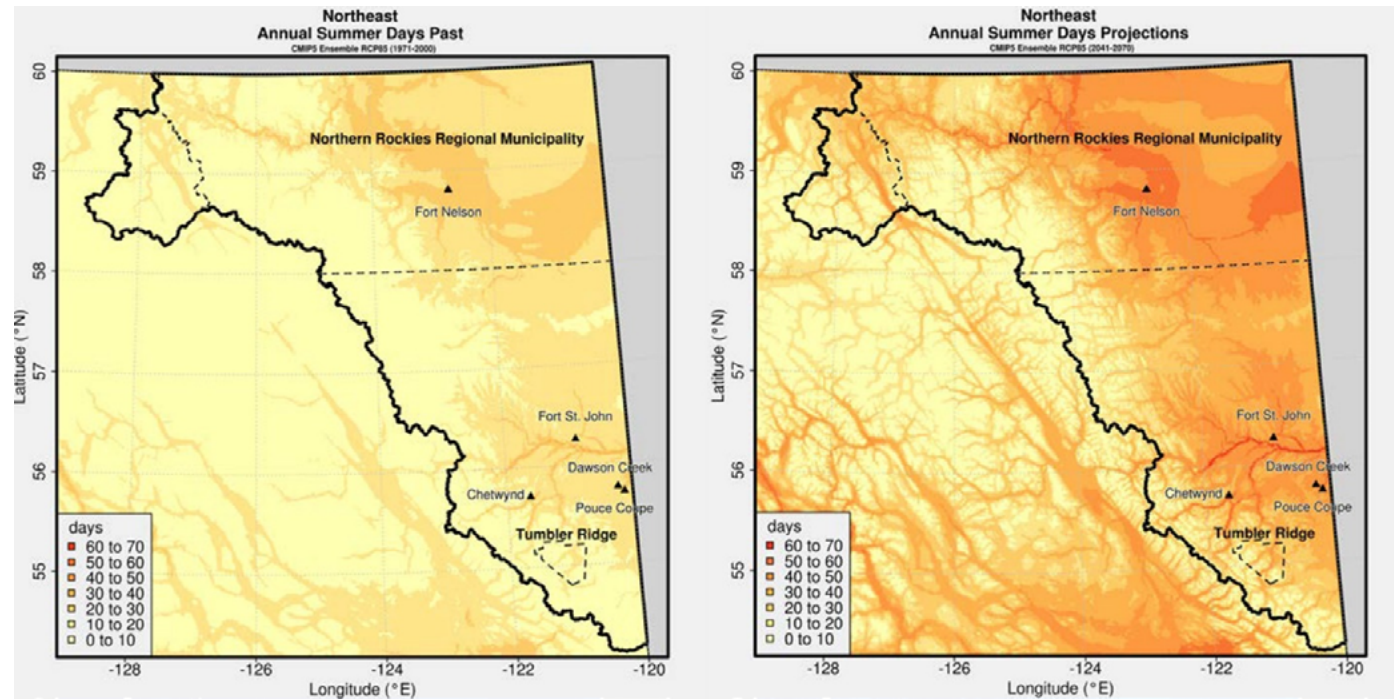 Northeast
Annual Summer Days Past
CMIP5 Ensemble RCP85 (1971-2000)
60
59
58
57
56
55
Latitude (°N)
Northern Rockies Regional Municipality
Fort Nelson
Fort St. John
Dawson Creek
Chetwynd
Pouce Coupe
Tumbler Ridge
days
60 to 70
50 to 60
40 to 50
30 to 40
20 to 30
10 to 20
0 to 10
-128
-126
-124
-122
-120
Longitude (°E)
Northeast
Annual Summer Days Projections
CMIP5 Ensemble RCP85 (2041-2070)
60
59
58
57
56
55
Latitude (°N)
Northern Rockies Regional Municipality
Fort Nelson
Fort St. John
Dawson Creek
Chetwynd
Pouce Coupe
Tumbler Ridge
days
60 to 70
50 to 60
40 to 50
30 to 40
20 to 30
10 to 20
0 to 10
-128
-126
-124
-122
-120
Longitude (°E)